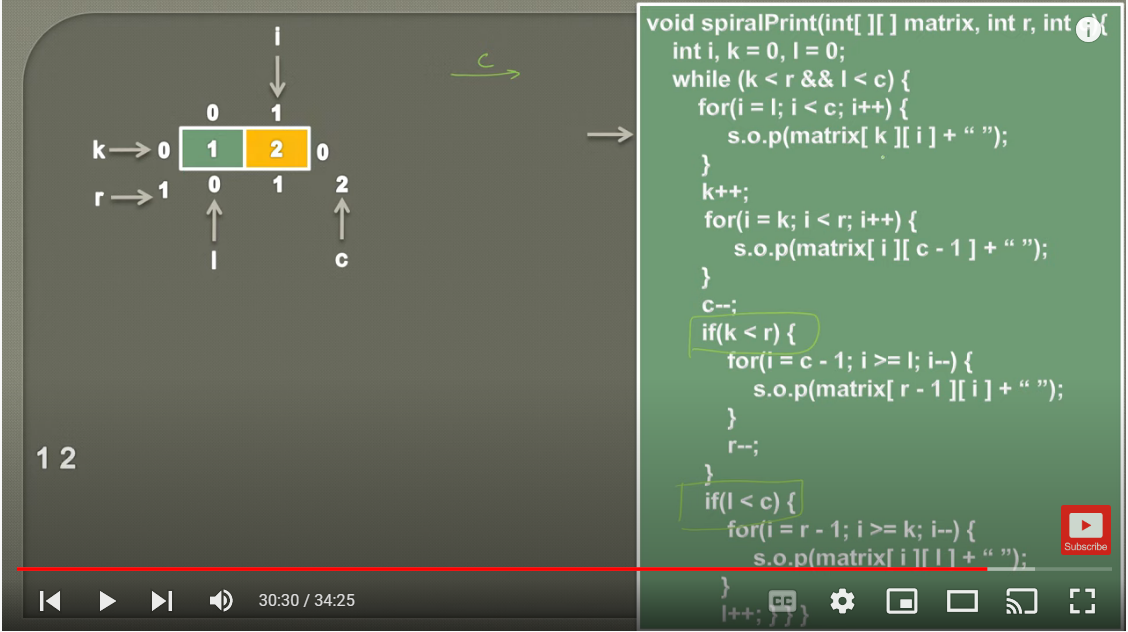 i
c
0 1
k 0 1 2 0
r 1 0 1 2
l c
1 2
void spiralPrint(int[ ][ ] matrix, int r, int {
int i, k = 0, l = 0;
while (k < r && l < c) {
for(i = l; i < c; i++) {
s.o.p(matrix[ k ][ i ] + “ ”);
}
k++;
for(i = k; i < r; i++) {
s.o.p(matrix[ i ][ c - 1 ] + “ ”);
}
c--;
if(k < r) {
for(i = c - 1; i >= l; i--) {
s.o.p(matrix[ r - 1 ][ i ] + “ ”);
}
r--;
}
if(l < c) {
for(i = r - 1; i >= k; i--) {
s.o.p(matrix[ i ][ l ] + “ ”);
}
l++; } } }
Subscribe
30:30 / 34:25
CC